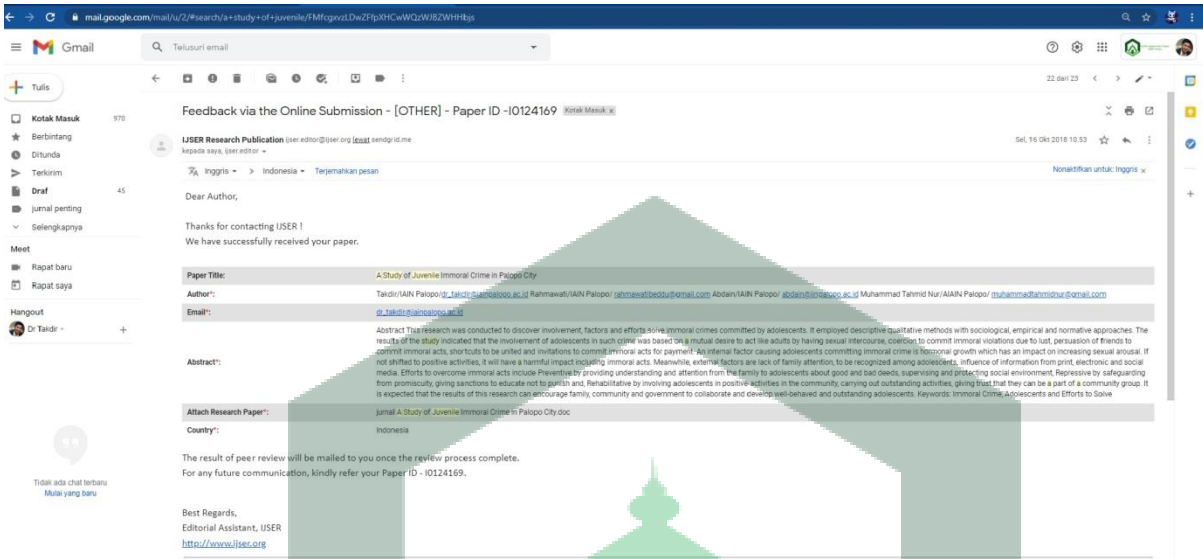 mail.google.com/mail/u/2/#search/a+study+of+juvenile/FMfcgxvzLDwZFfpXHCwWQzWJBZWHHbjs
Gmail
Telusuri email
Tulis
22 dari 23
Feedback via the Online Submission - [OTHER] - Paper ID -I0124169 Kotak Masuk x
Kotak Masuk 970
Berbintang
Ditunda
Terkirim
Draf 45
jurnal penting
Selengkapnya
Meet
Rapat baru
Rapat saya
Hangout
Dr Takdir
Tidak ada chat terbaru
Mulai yang baru
IJSER Research Publication ijser.editor@ijser.org lewat sendgrid.me
Sel, 16 Okt 2018 10.53
kepada saya, ijser.editor
Inggris > Indonesia Terjemahkan pesan
Nonaktifkan untuk: Inggris x
Dear Author,
Thanks for contacting IJSER !
We have successfully received your paper.
Paper Title: A Study of Juvenile Immoral Crime in Palopo City
Author*: Takdir/IAIN Palopo/dr_takdir@iainpalopo.ac.id Rahmawati/IAIN Palopo/ rahmawatibeddu@gmail.com Abdain/IAIN Palopo/ abdain@iainpalopo.ac.id Muhammad Tahmid Nur/AIAIN Palopo/ muhammadtahmidnur@gmail.com
Email*: dr_takdir@iainpalopo.ac.id
Abstract*: Abstract This research was conducted to discover involvement, factors and efforts solve immoral crimes committed by adolescents. It employed descriptive qualitative methods with sociological, empirical and normative approaches. The
results of the study indicated that the involvement of adolescents in such crime was based on a mutual desire to act like adults by having sexual intercourse, coercion to commit immoral violations due to lust, persuasion of friends to
commit immoral acts, shortcuts to be united and invitations to commit immoral acts for payment. An internal factor causing adolescents committing immoral crime is hormonal growth which has an impact on increasing sexual arousal. If
not shifted to positive activities, it will have a harmful impact including immoral acts. Meanwhile, external factors are lack of family attention, to be recognized among adolescents, influence of information from print, electronic and social
media. Efforts to overcome immoral acts include Preventive by providing understanding and attention from the family to adolescents about good and bad deeds, supervising and protecting social environment, Repressive by safeguarding
from promiscuity, giving sanctions to educate not to punish and, Rehabilitative by involving adolescents in positive activities in the community, carrying out outstanding activities, giving trust that they can be a part of a community group. It
is expected that the results of this research can encourage family, community and government to collaborate and develop well-behaved and outstanding adolescents. Keywords: Immoral Crime, Adolescents and Efforts to Solve
Attach Research Paper*: jurnal A Study of Juvenile Immoral Crime in Palopo City.doc
Country*: Indonesia
The result of peer review will be mailed to you once the review process complete.
For any future communication, kindly refer your Paper ID - I0124169.
Best Regards,
Editorial Assistant, IJSER
http://www.ijser.org